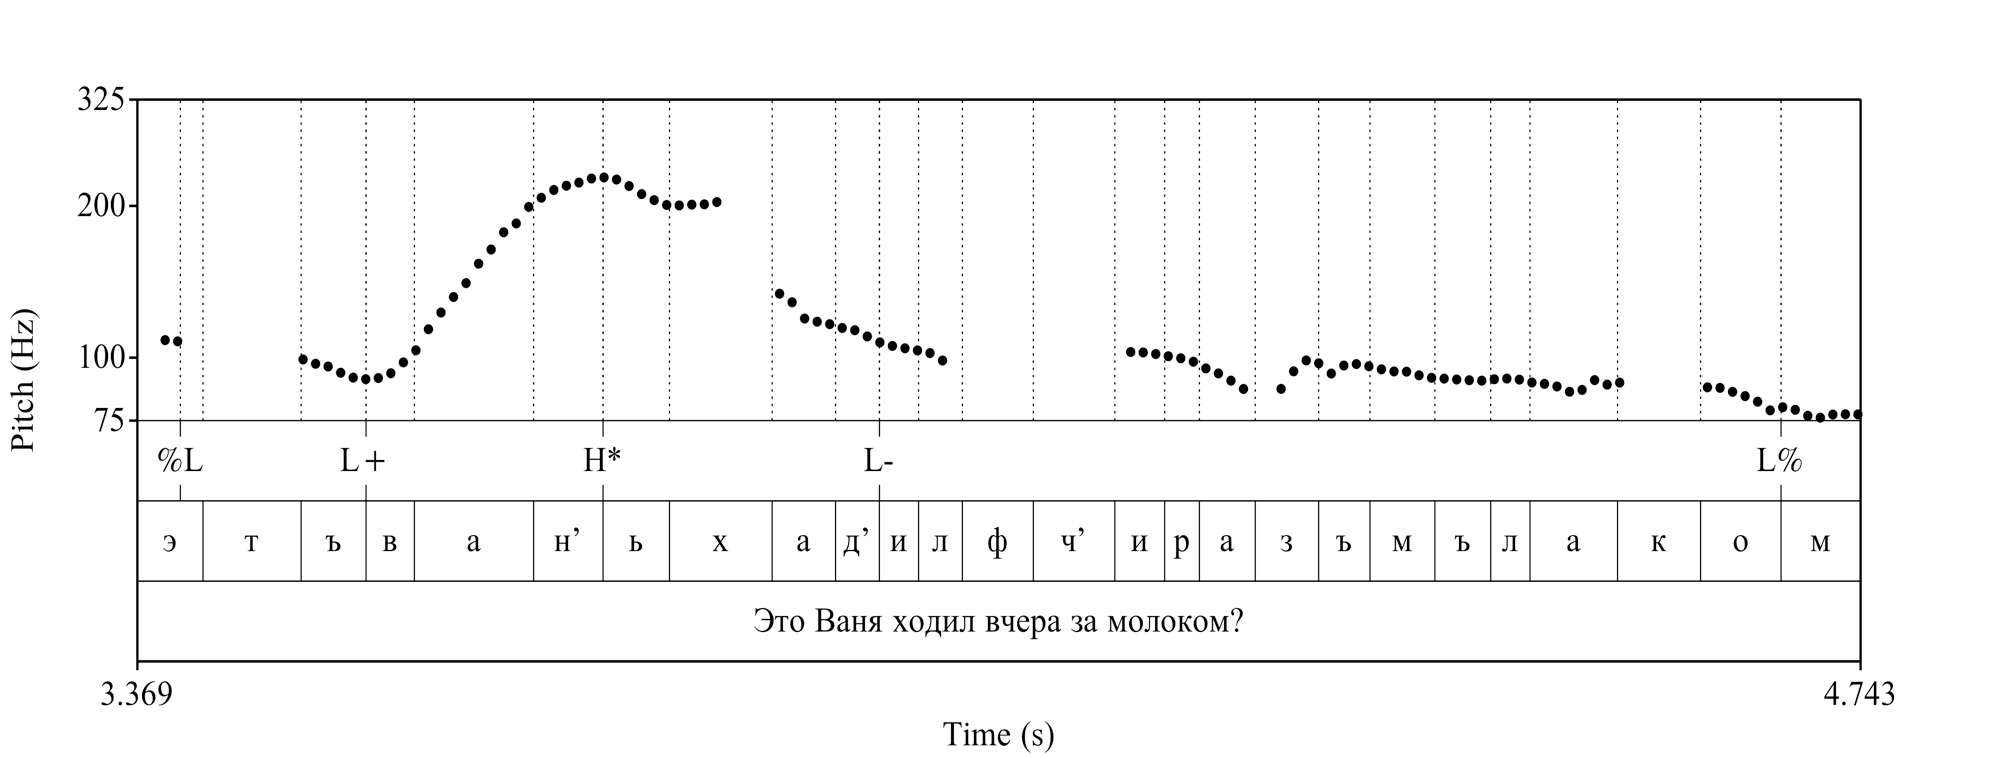 325
200
100
75
Pitch (Hz)
%L L+ H* L- L%
э т ъ в а н’ ь х а д’ и л ф ч’ и р а з ъ м ъ л а к о м
Это Ваня ходил вчера за молоком?
3.369 4.743
Time (s)